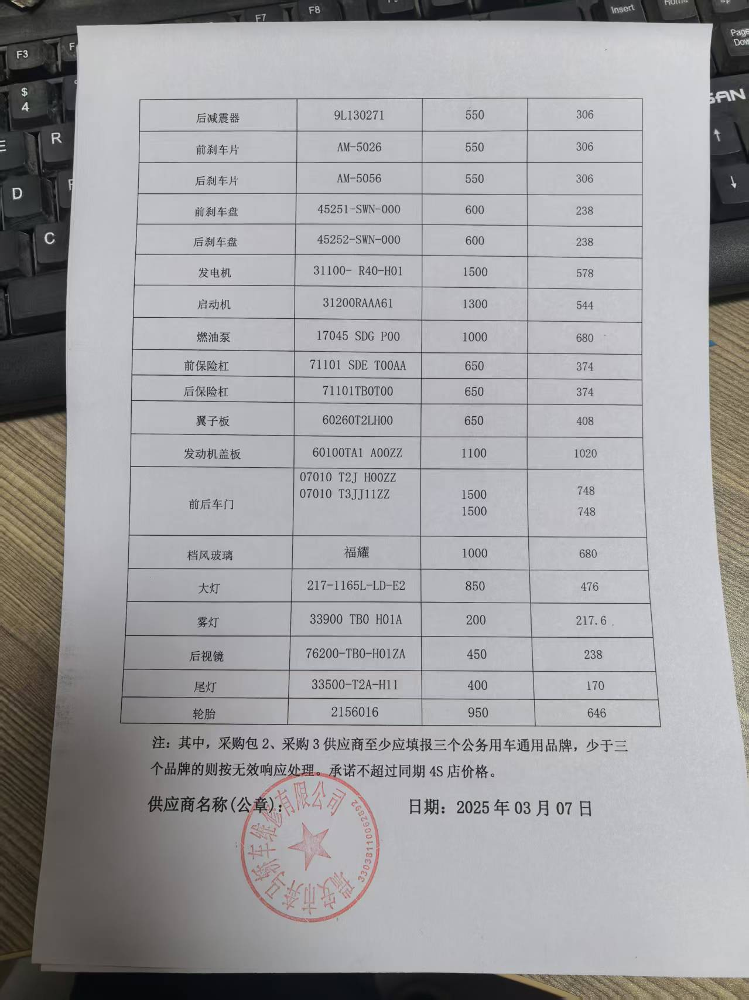 F3
F7
F8
Insert
Home
Page
Down
$
4
E
R
D
F
C
SAN
↑
↓
后减震器 9L130271 550 306
前刹车片 AM-5026 550 306
后刹车片 AM-5056 550 306
前刹车盘 45251-SWN-000 600 238
后刹车盘 45252-SWN-000 600 238
发电机 31100- R40-H01 1500 578
启动机 31200RAAA61 1300 544
燃油泵 17045 SDG P00 1000 680
前保险杠 71101 SDE T00AA 650 374
后保险杠 71101TB0T00 650 374
翼子板 60260T2LH00 650 408
发动机盖板 60100TA1 A00ZZ 1100 1020
前后车门 07010 T2J H00ZZ 1500 748
07010 T3JJ11ZZ 1500 748
档风玻璃 福耀 1000 680
大灯 217-1165L-LD-E2 850 476
雾灯 33900 TB0 H01A 200 217.6
后视镜 76200-TB0-H01ZA 450 238
尾灯 33500-T2A-H11 400 170
轮胎 2156016 950 646
注：其中，采购包 2、采购 3 供应商至少应填报三个公务用车通用品牌，少于三
个品牌的则按无效响应处理。承诺不超过同期 4S 店价格。
供应商名称(公章)： 日期：2025 年 03 月 07 日
瑞安市奔马轿车维修有限公司
33038110062892